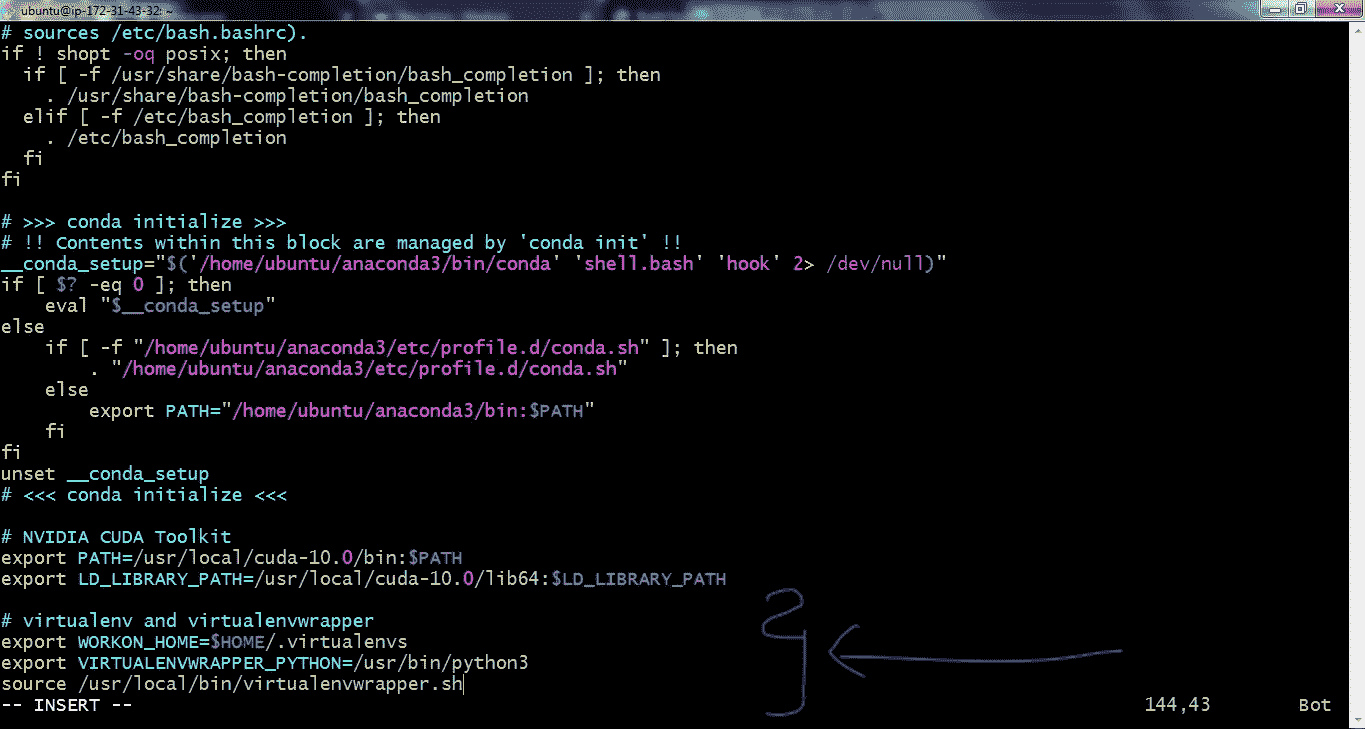 ubuntu@ip-172-31-43-32: ~
# sources /etc/bash.bashrc).
if ! shopt -oq posix; then
  if [ -f /usr/share/bash-completion/bash_completion ]; then
    . /usr/share/bash-completion/bash_completion
  elif [ -f /etc/bash_completion ]; then
    . /etc/bash_completion
  fi
fi

# >>> conda initialize >>>
# !! Contents within this block are managed by 'conda init' !!
__conda_setup="$('/home/ubuntu/anaconda3/bin/conda' 'shell.bash' 'hook' 2> /dev/null)"
if [ $? -eq 0 ]; then
    eval "$__conda_setup"
else
    if [ -f "/home/ubuntu/anaconda3/etc/profile.d/conda.sh" ]; then
        . "/home/ubuntu/anaconda3/etc/profile.d/conda.sh"
    else
        export PATH="/home/ubuntu/anaconda3/bin:$PATH"
    fi
fi
unset __conda_setup
# <<< conda initialize <<<

# NVIDIA CUDA Toolkit
export PATH=/usr/local/cuda-10.0/bin:$PATH
export LD_LIBRARY_PATH=/usr/local/cuda-10.0/lib64:$LD_LIBRARY_PATH

# virtualenv and virtualenvwrapper
export WORKON_HOME=$HOME/.virtualenvs
export VIRTUALENVWRAPPER_PYTHON=/usr/bin/python3
source /usr/local/bin/virtualenvwrapper.sh
-- INSERT -- 144,43 Bot